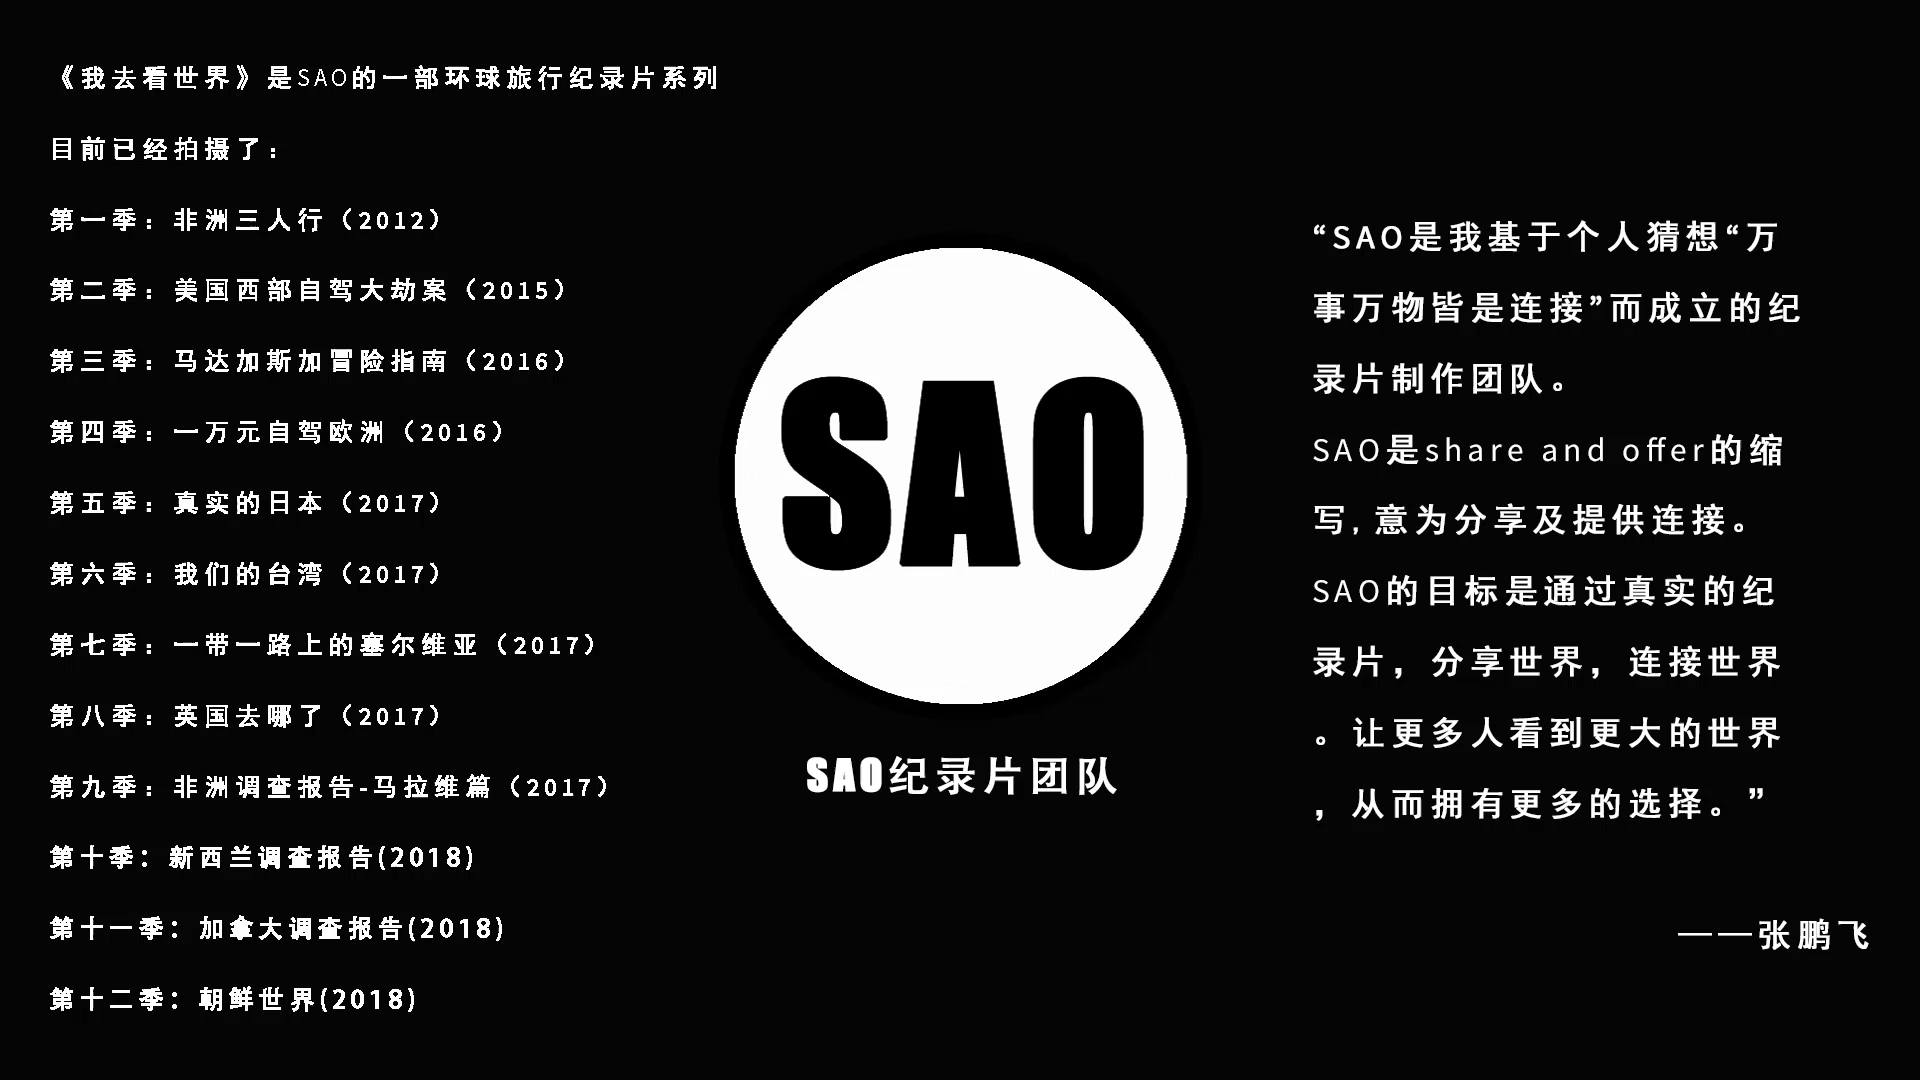 《我去看世界》是SAO的一部环球旅行纪录片系列
目前已经拍摄了：
第一季：非洲三人行（2012）
第二季：美国西部自驾大劫案（2015）
第三季：马达加斯加冒险指南（2016）
第四季：一万元自驾欧洲（2016）
第五季：真实的日本（2017）
第六季：我们的台湾（2017）
第七季：一带一路上的塞尔维亚（2017）
第八季：英国去哪了（2017）
第九季：非洲调查报告-马拉维篇（2017）
第十季：新西兰调查报告(2018)
第十一季：加拿大调查报告(2018)
第十二季：朝鲜世界(2018)
SAO
SAO纪录片团队
“SAO是我基于个人猜想“万
事万物皆是连接”而成立的纪
录片制作团队。
SAO是share and offer的缩
写,意为分享及提供连接。
SAO的目标是通过真实的纪
录片，分享世界，连接世界
。让更多人看到更大的世界
，从而拥有更多的选择。”
——张鹏飞